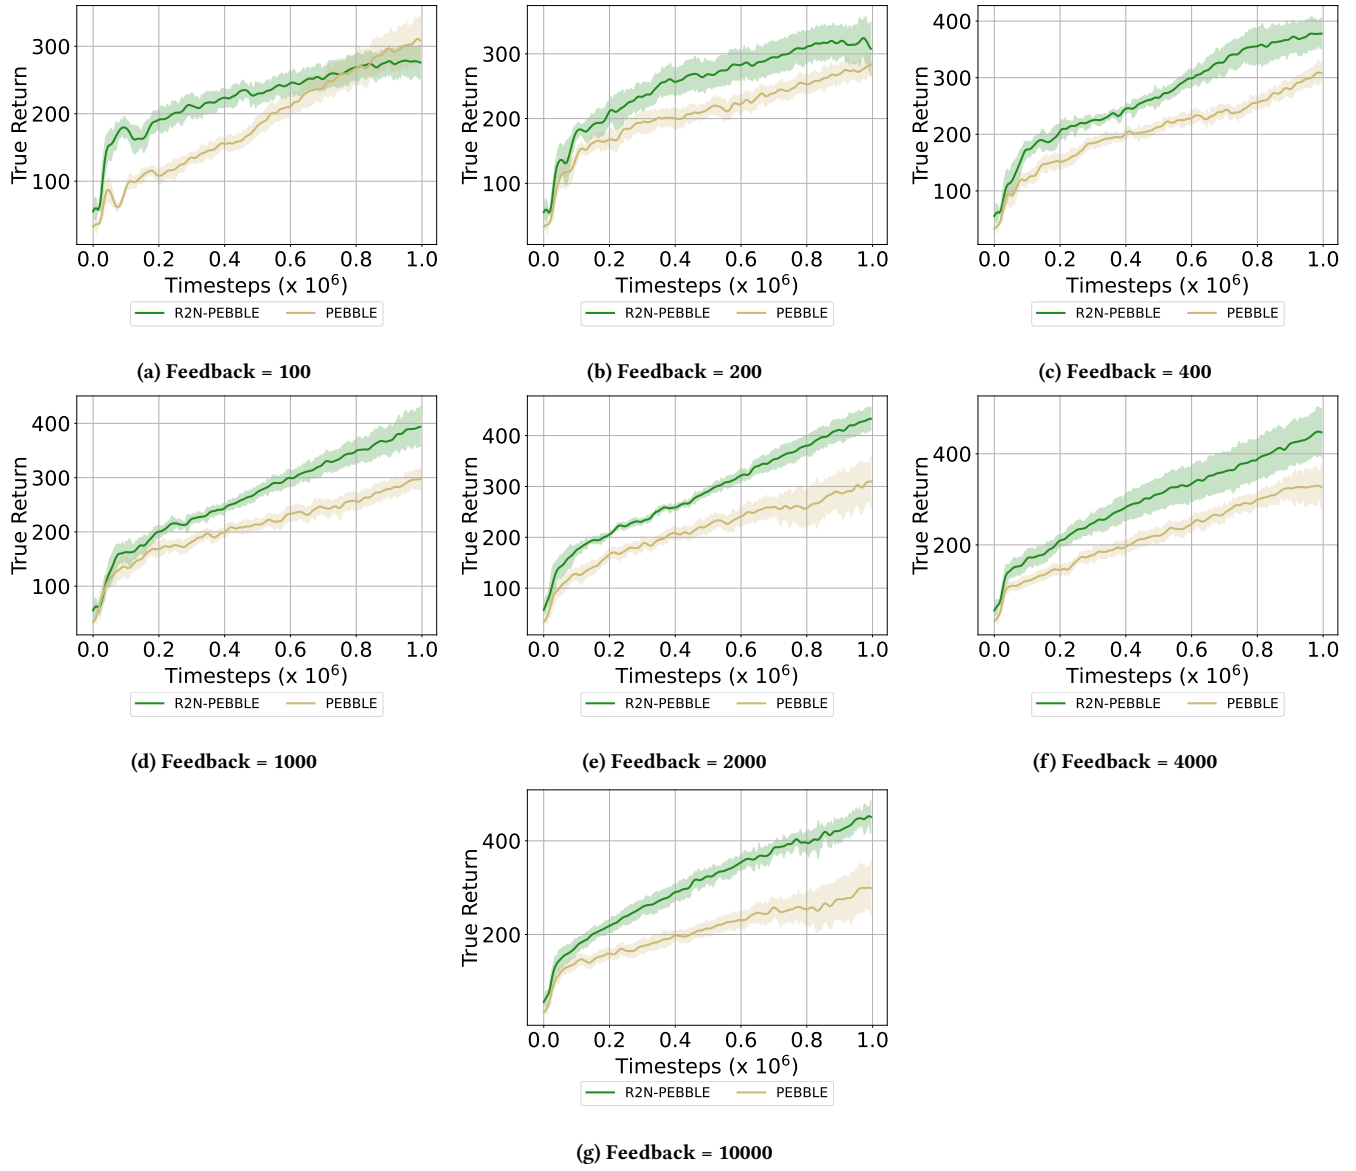 True Return
300
200
100
0.0 0.2 0.4 0.6 0.8 1.0
Timesteps (x 10⁶)
R2N-PEBBLE PEBBLE
(a) Feedback = 100
True Return
300
200
100
0.0 0.2 0.4 0.6 0.8 1.0
Timesteps (x 10⁶)
R2N-PEBBLE PEBBLE
(b) Feedback = 200
True Return
400
300
200
100
0.0 0.2 0.4 0.6 0.8 1.0
Timesteps (x 10⁶)
R2N-PEBBLE PEBBLE
(c) Feedback = 400
True Return
400
300
200
100
0.0 0.2 0.4 0.6 0.8 1.0
Timesteps (x 10⁶)
R2N-PEBBLE PEBBLE
(d) Feedback = 1000
True Return
400
300
200
100
0.0 0.2 0.4 0.6 0.8 1.0
Timesteps (x 10⁶)
R2N-PEBBLE PEBBLE
(e) Feedback = 2000
True Return
400
200
0.0 0.2 0.4 0.6 0.8 1.0
Timesteps (x 10⁶)
R2N-PEBBLE PEBBLE
(f) Feedback = 4000
True Return
400
200
0.0 0.2 0.4 0.6 0.8 1.0
Timesteps (x 10⁶)
R2N-PEBBLE PEBBLE
(g) Feedback = 10000